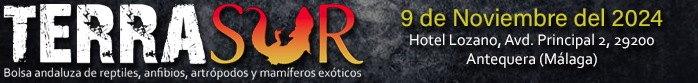 TERRASUR
Bolsa andaluza de reptiles, anfibios, artrópodos y mamíferos exóticos
9 de Noviembre del 2024
Hotel Lozano, Avd. Principal 2, 29200
Antequera (Málaga)